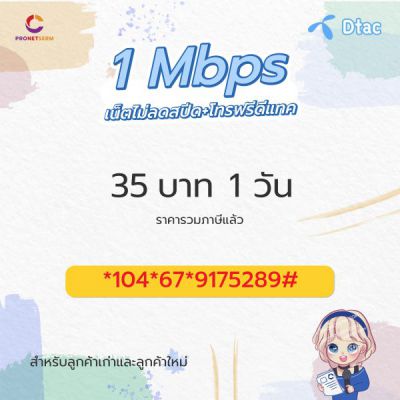 PRONETSERM
Dtac
1 Mbps
เน็ตไม่ลดสปีด+โทรฟรีดีแทค
35 บาท 1 วัน
ราคารวมภาษีแล้ว
*104*67*9175289#
สำหรับลูกค้าเก่าและลูกค้าใหม่